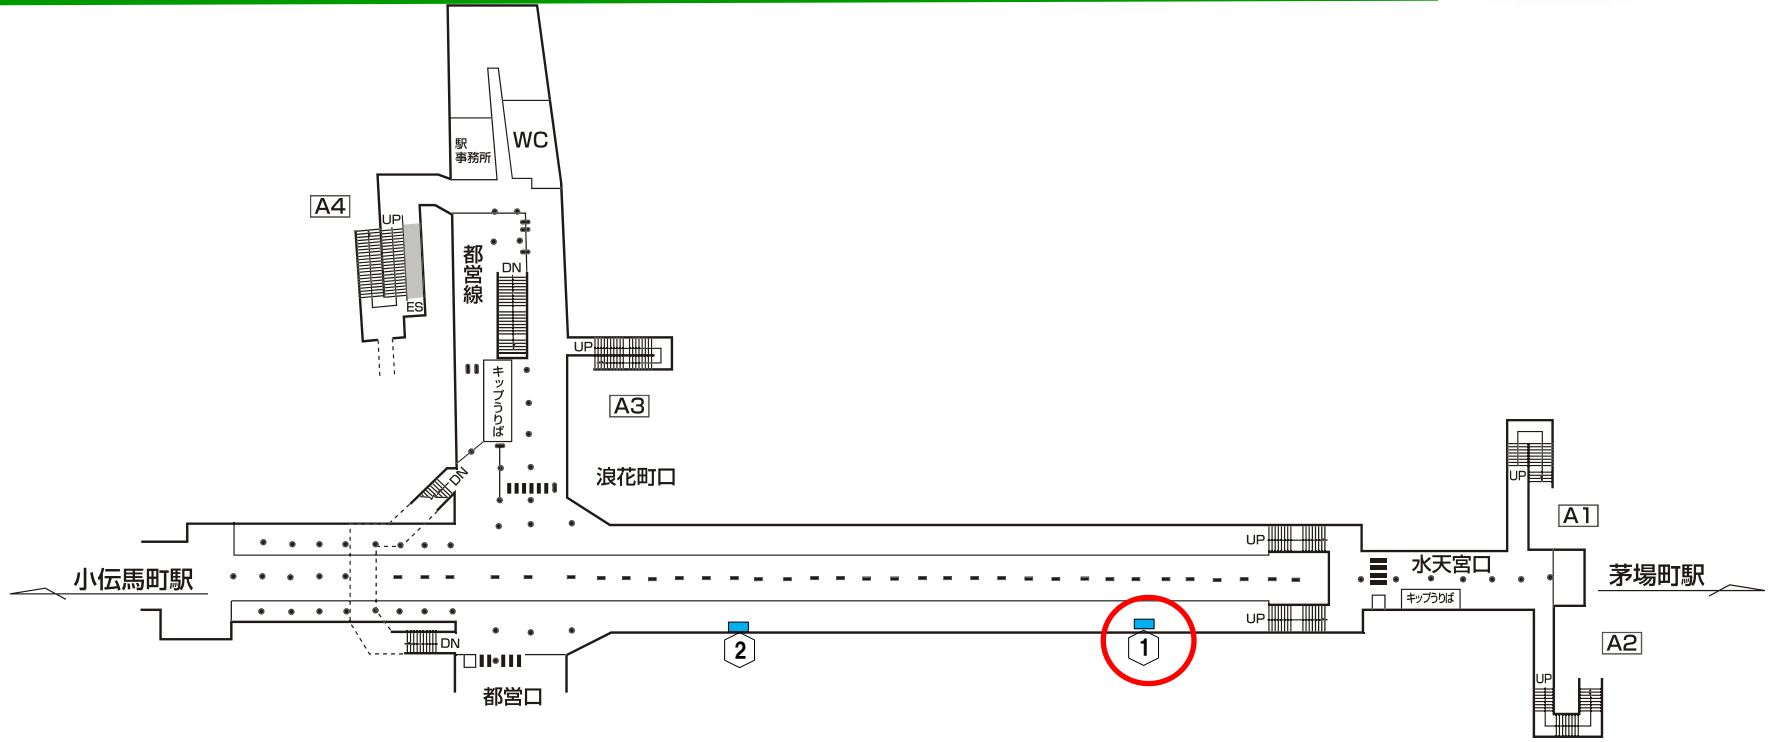 駅
事務所
WC
A4
UP
ES
都営線
DN
UP
キップうりば
A3
DN
浪花町口
UP
A1
UP
水天宮口
小伝馬町駅
茅場町駅
キップうりば
UP
DN
2
1
A2
UP
都営口